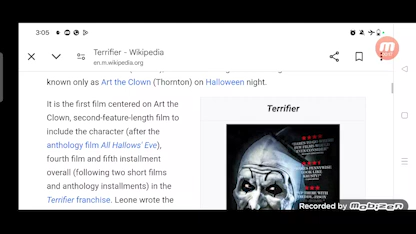 3:05
Terrifier - Wikipedia
en.m.wikipedia.org
known only as Art the Clown (Thornton) on Halloween night.
It is the first film centered on Art the
Clown, second-feature-length film to
include the character (after the
anthology film All Hallows' Eve),
fourth film and fifth installment
overall (following two short films
and anthology installments) in the
Terrifier franchise. Leone wrote the
Terrifier
Recorded by mobizen